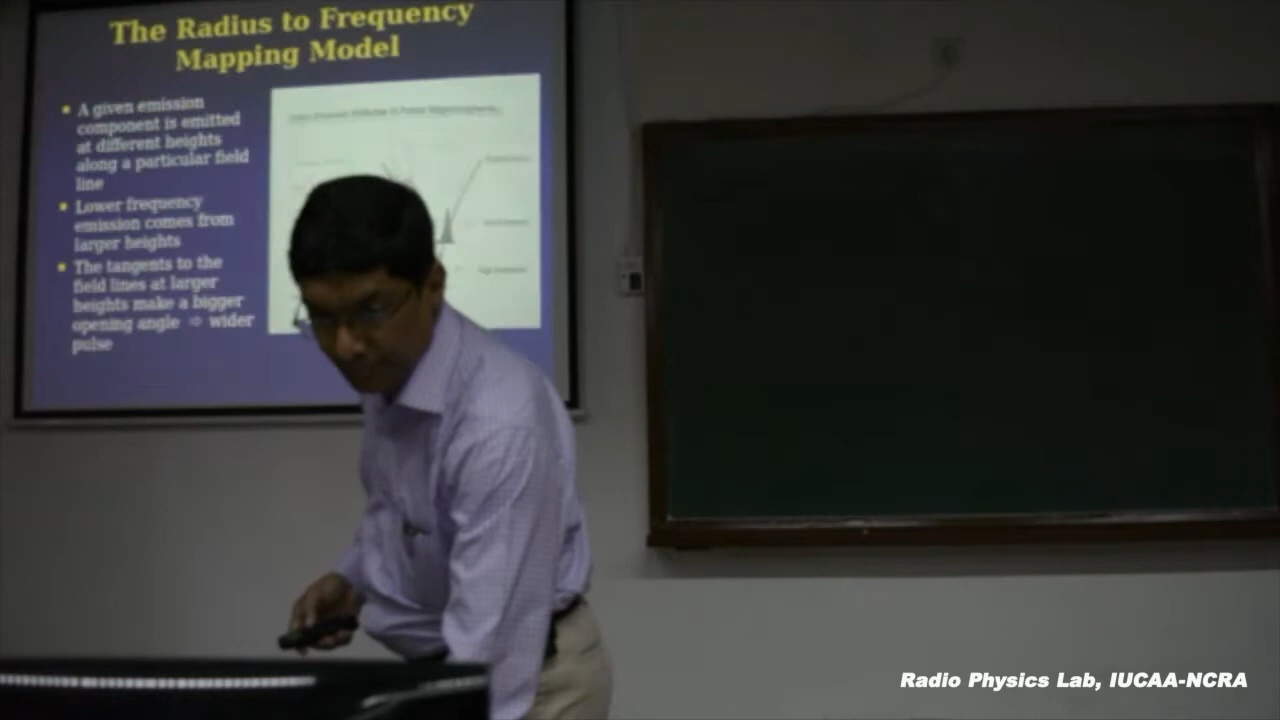 The Radius to Frequency
Mapping Model
A given emission
component is emitted
at different heights
along a particular field
line
Lower frequency
emission comes from
larger heights
The tangents to the
field lines at larger
heights make a bigger
opening angle ⇨ wider
pulse
Radio Physics Lab, IUCAA-NCRA